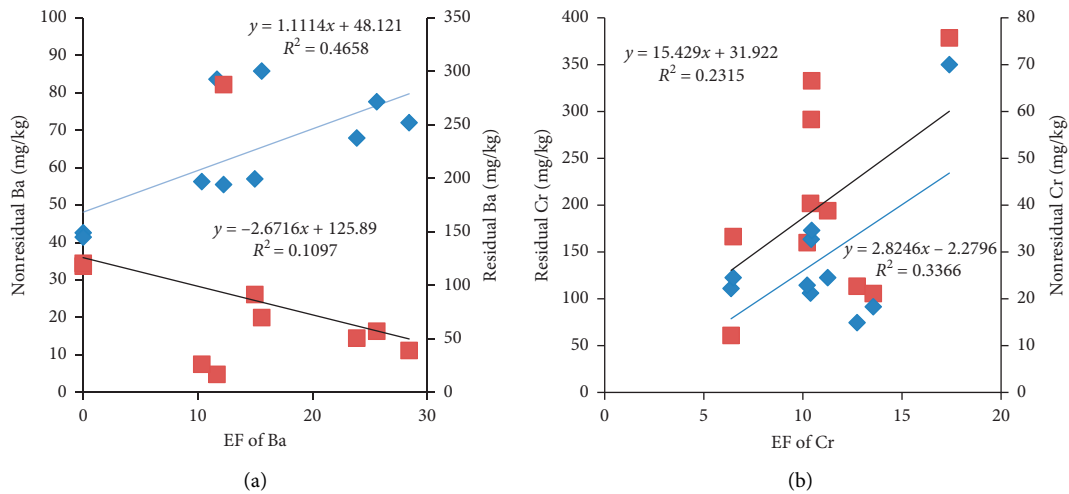 100
90
80
70
60
50
40
30
20
10
0
Nonresidual Ba (mg/kg)
y = 1.1114x + 48.121
R² = 0.4658
y = –2.6716x + 125.89
R² = 0.1097
350
300
250
200
150
100
50
0
Residual Ba (mg/kg)
0 10 20 30
EF of Ba
(a)
400
350
300
250
200
150
100
50
0
Residual Cr (mg/kg)
y = 15.429x + 31.922
R² = 0.2315
y = 2.8246x – 2.2796
R² = 0.3366
80
70
60
50
40
30
20
10
0
Nonresidual Cr (mg/kg)
0 5 10 15 20
EF of Cr
(b)